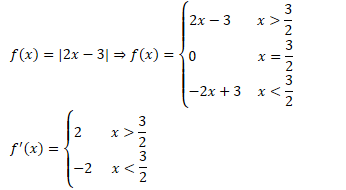 f(x) = |2x − 3| ⇒ f(x) = { 2x − 3    x > 3/2
0    x = 3/2
−2x + 3    x < 3/2
f'(x) = { 2    x > 3/2
−2    x < 3/2